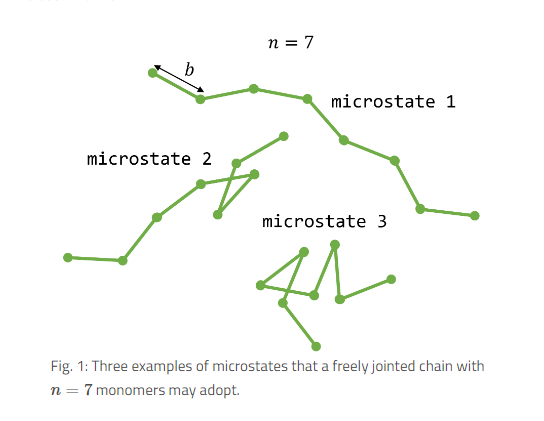 n = 7
b
microstate 1
microstate 2
microstate 3
Fig. 1: Three examples of microstates that a freely jointed chain with
n = 7 monomers may adopt.